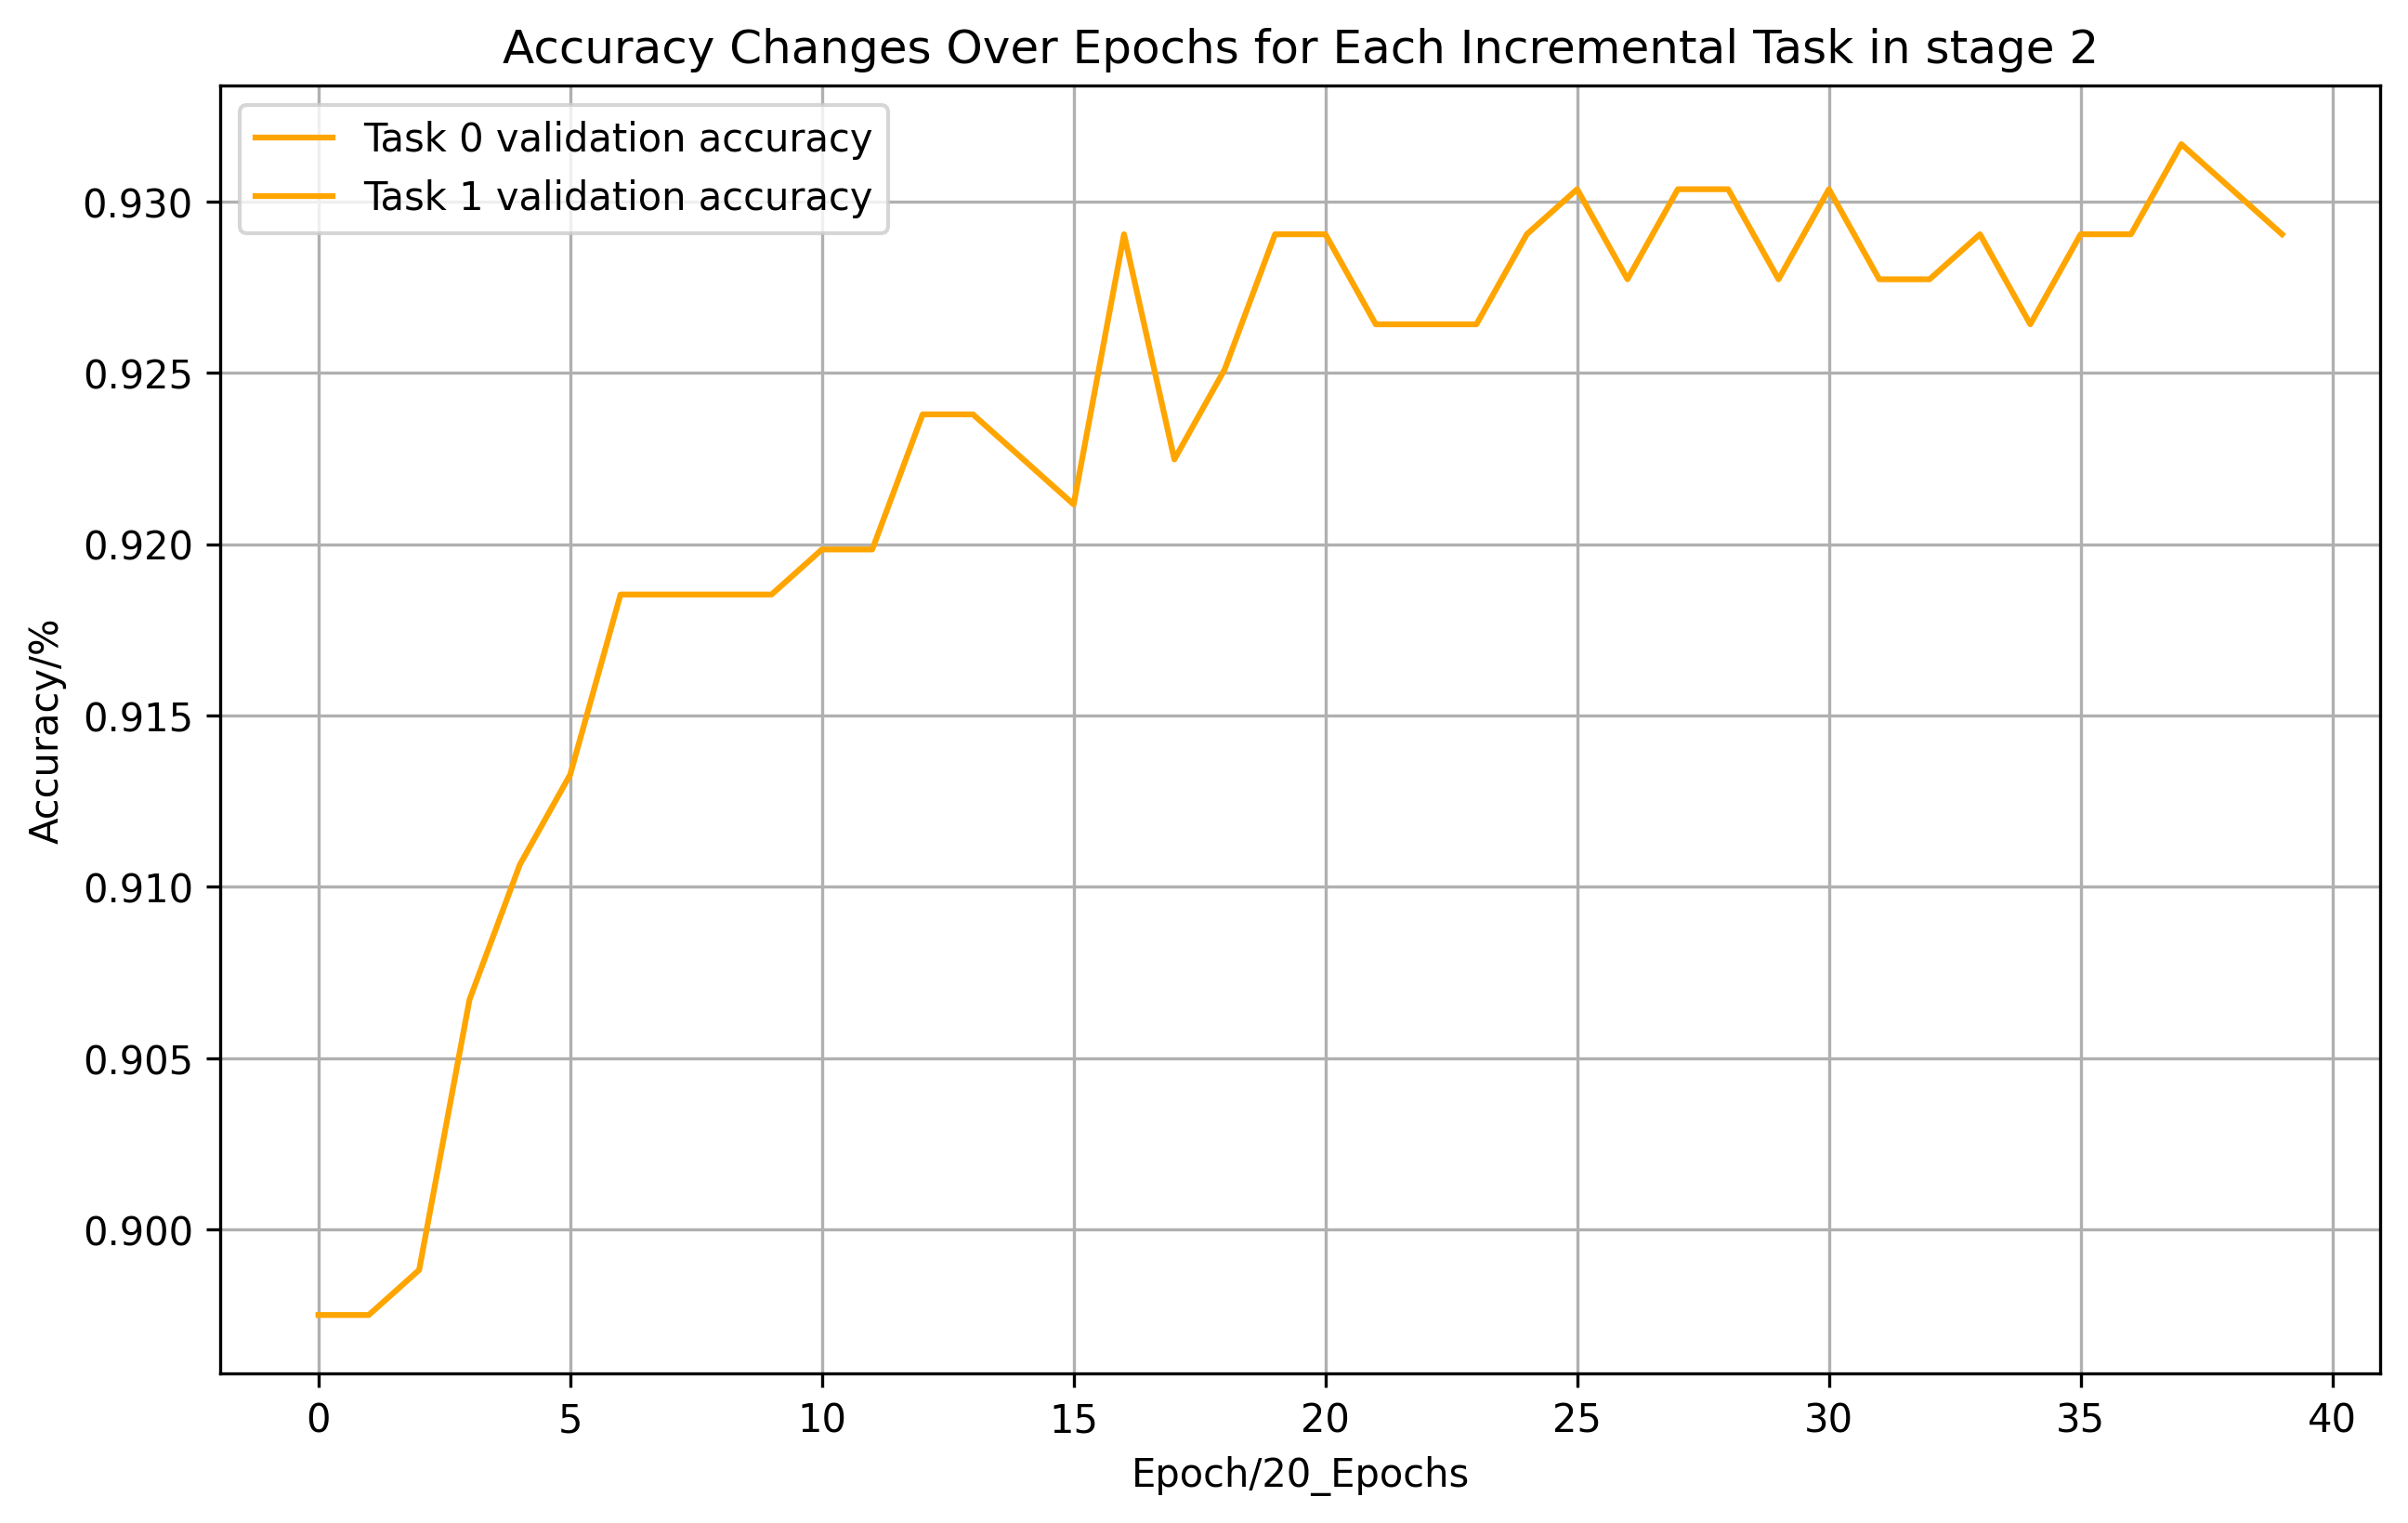 Accuracy Changes Over Epochs for Each Incremental Task in stage 2
Task 0 validation accuracy
Task 1 validation accuracy
0.930
0.925
0.920
0.915
0.910
0.905
0.900
Accuracy/%
0 5 10 15 20 25 30 35 40
Epoch/20_Epochs